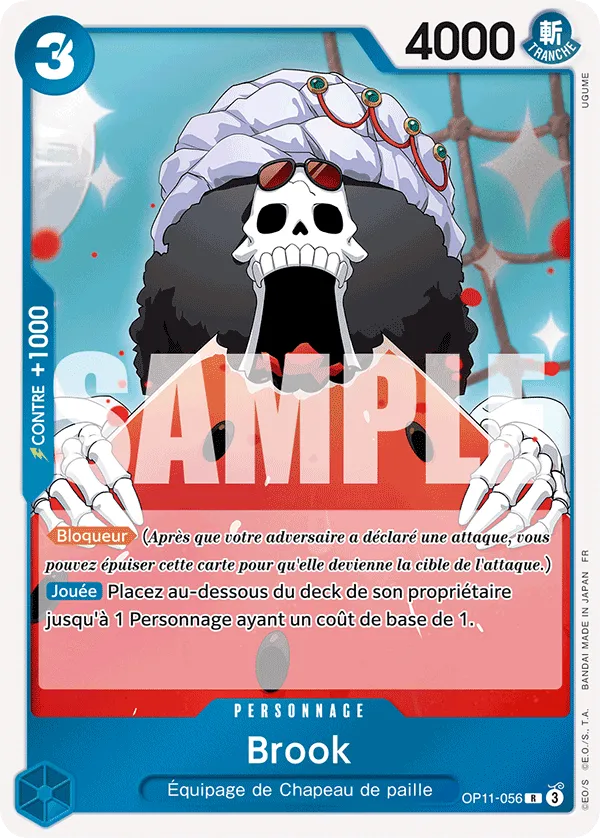 3
4000
斬
TRANCHE
UGUME
CONTRE +1000
SAMPLE
Bloqueur (Après que votre adversaire a déclaré une attaque, vous
pouvez épuiser cette carte pour qu'elle devienne la cible de l'attaque.)
Jouée Placez au-dessous du deck de son propriétaire
jusqu'à 1 Personnage ayant un coût de base de 1.
PERSONNAGE
Brook
Équipage de Chapeau de paille
OP11-056 R 3
©E.O/S ©E.O./S., T.A. BANDAI MADE IN JAPAN FR